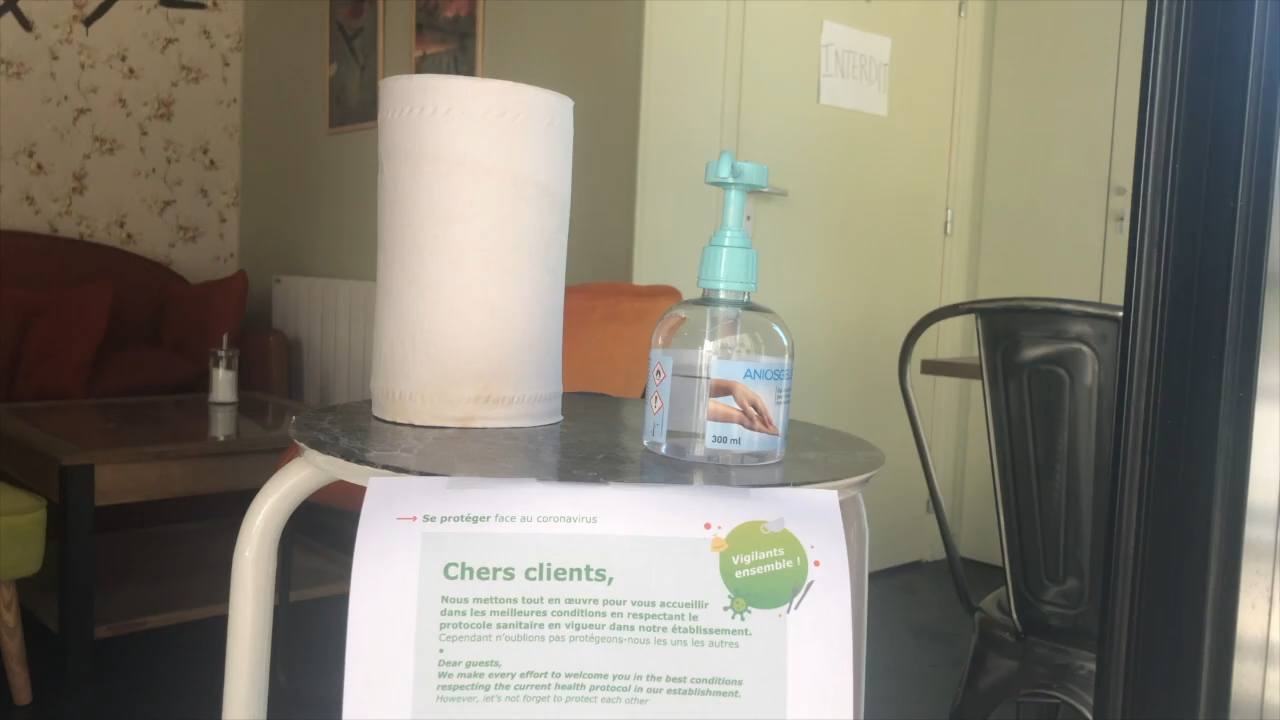 INTERDIT
ANIOSGEL
300 ml
Se protéger face au coronavirus
Vigilants
ensemble !
Chers clients,
Nous mettons tout en œuvre pour vous accueillir
dans les meilleures conditions en respectant le
protocole sanitaire en vigueur dans notre établissement.
Cependant n'oublions pas protégeons-nous les uns les autres
Dear guests,
We make every effort to welcome you in the best conditions
respecting the current health protocol in our establishment.
However, iet's not forget to protect each other